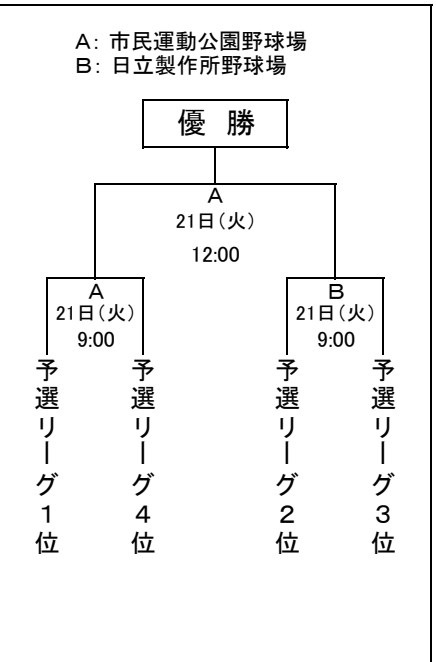 A: 市民運動公園野球場
B: 日立製作所野球場
優 勝
A
21日(火)
12:00
A
21日(火)
9:00
B
21日(火)
9:00
予選リーグ1位
予選リーグ4位
予選リーグ2位
予選リーグ3位